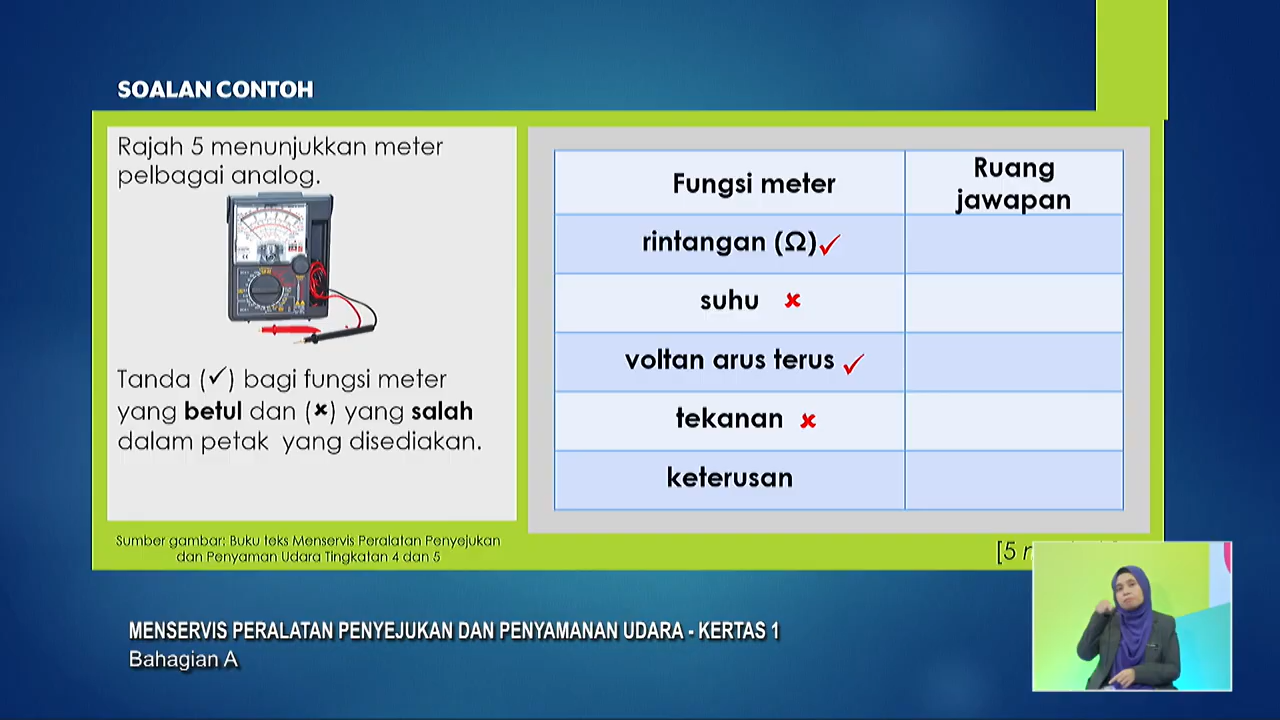 SOALAN CONTOH
Rajah 5 menunjukkan meter
pelbagai analog.
Tanda (✓) bagi fungsi meter
yang betul dan (✗) yang salah
dalam petak yang disediakan.
Sumber gambar: Buku teks Menservis Peralatan Penyejukan
dan Penyaman Udara Tingkatan 4 dan 5
Fungsi meter
Ruang
jawapan
rintangan (Ω) ✓
suhu ✗
voltan arus terus ✓
tekanan ✗
keterusan
[5
MENSERVIS PERALATAN PENYEJUKAN DAN PENYAMANAN UDARA - KERTAS 1
Bahagian A